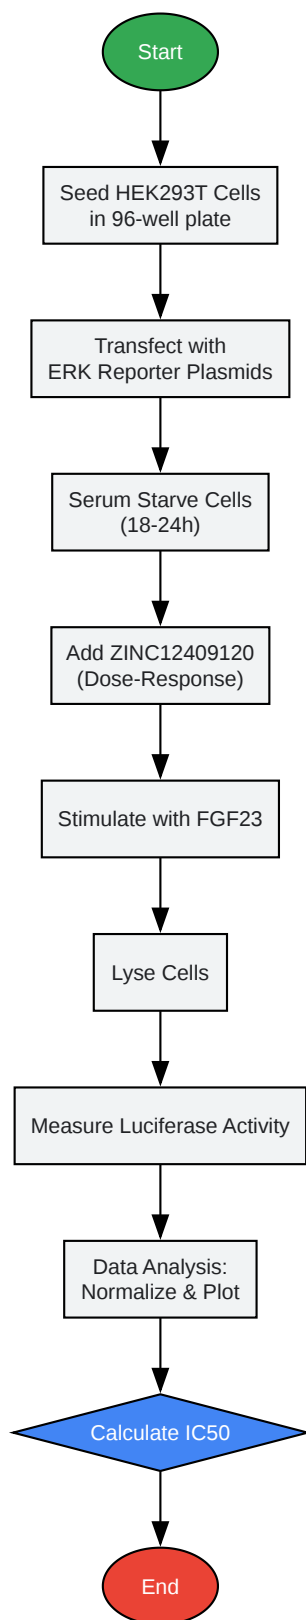 Start
Seed HEK293T Cells
in 96-well plate
Transfect with
ERK Reporter Plasmids
Serum Starve Cells
(18-24h)
Add ZINC12409120
(Dose-Response)
Stimulate with FGF23
Lyse Cells
Measure Luciferase Activity
Data Analysis:
Normalize & Plot
Calculate IC50
End